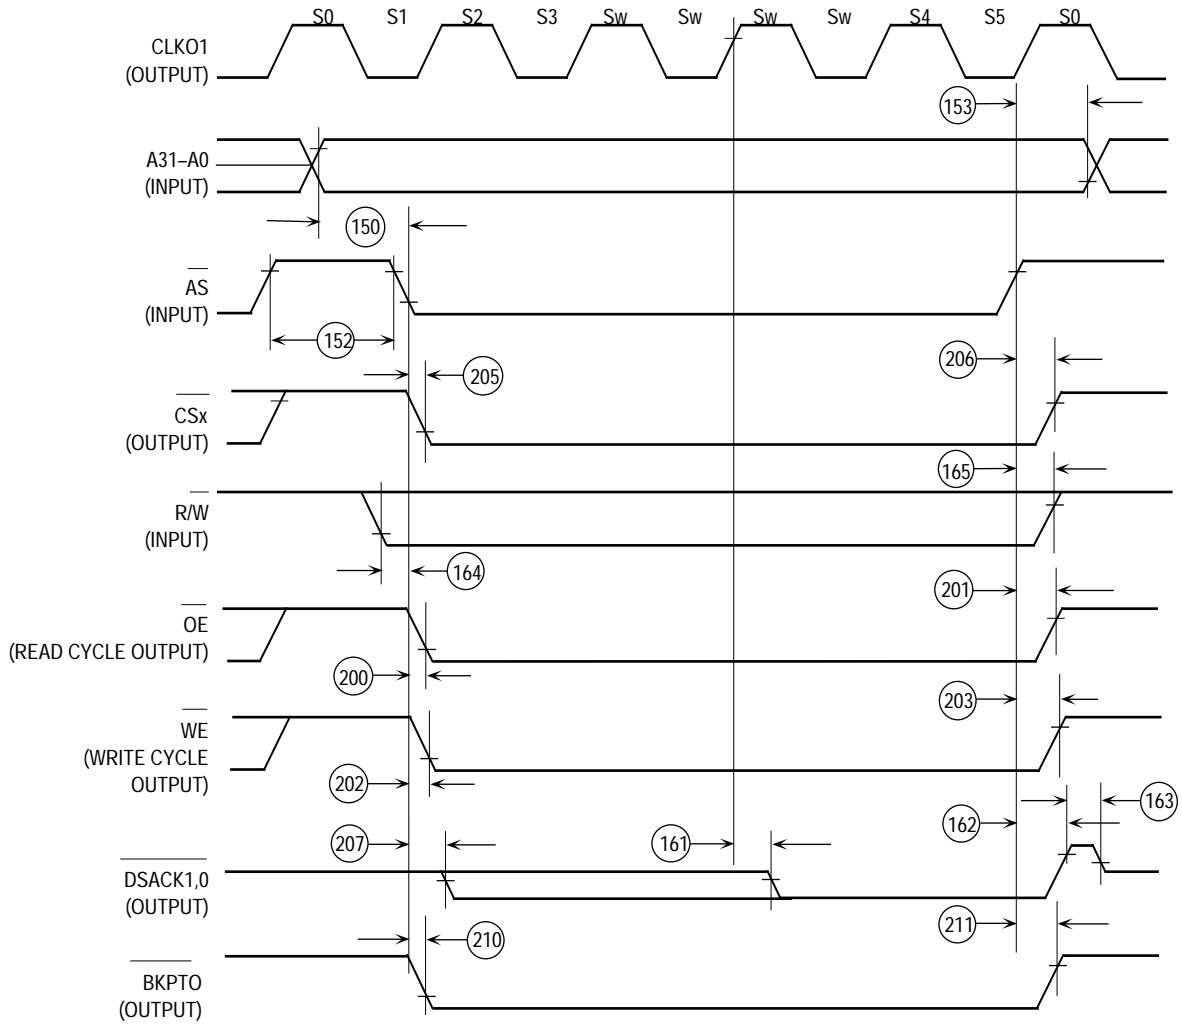 S0 S1 S2 S3 Sw Sw Sw Sw S4 S5 S0
CLKO1
(OUTPUT)
153
A31–A0
(INPUT)
150
AS
(INPUT)
152
206
205
CSx
(OUTPUT)
165
R/W
(INPUT)
164
201
OE
(READ CYCLE OUTPUT)
200
203
WE
(WRITE CYCLE
OUTPUT)
202
163
162
207 161
DSACK1,0
(OUTPUT)
211
210
BKPTO
(OUTPUT)